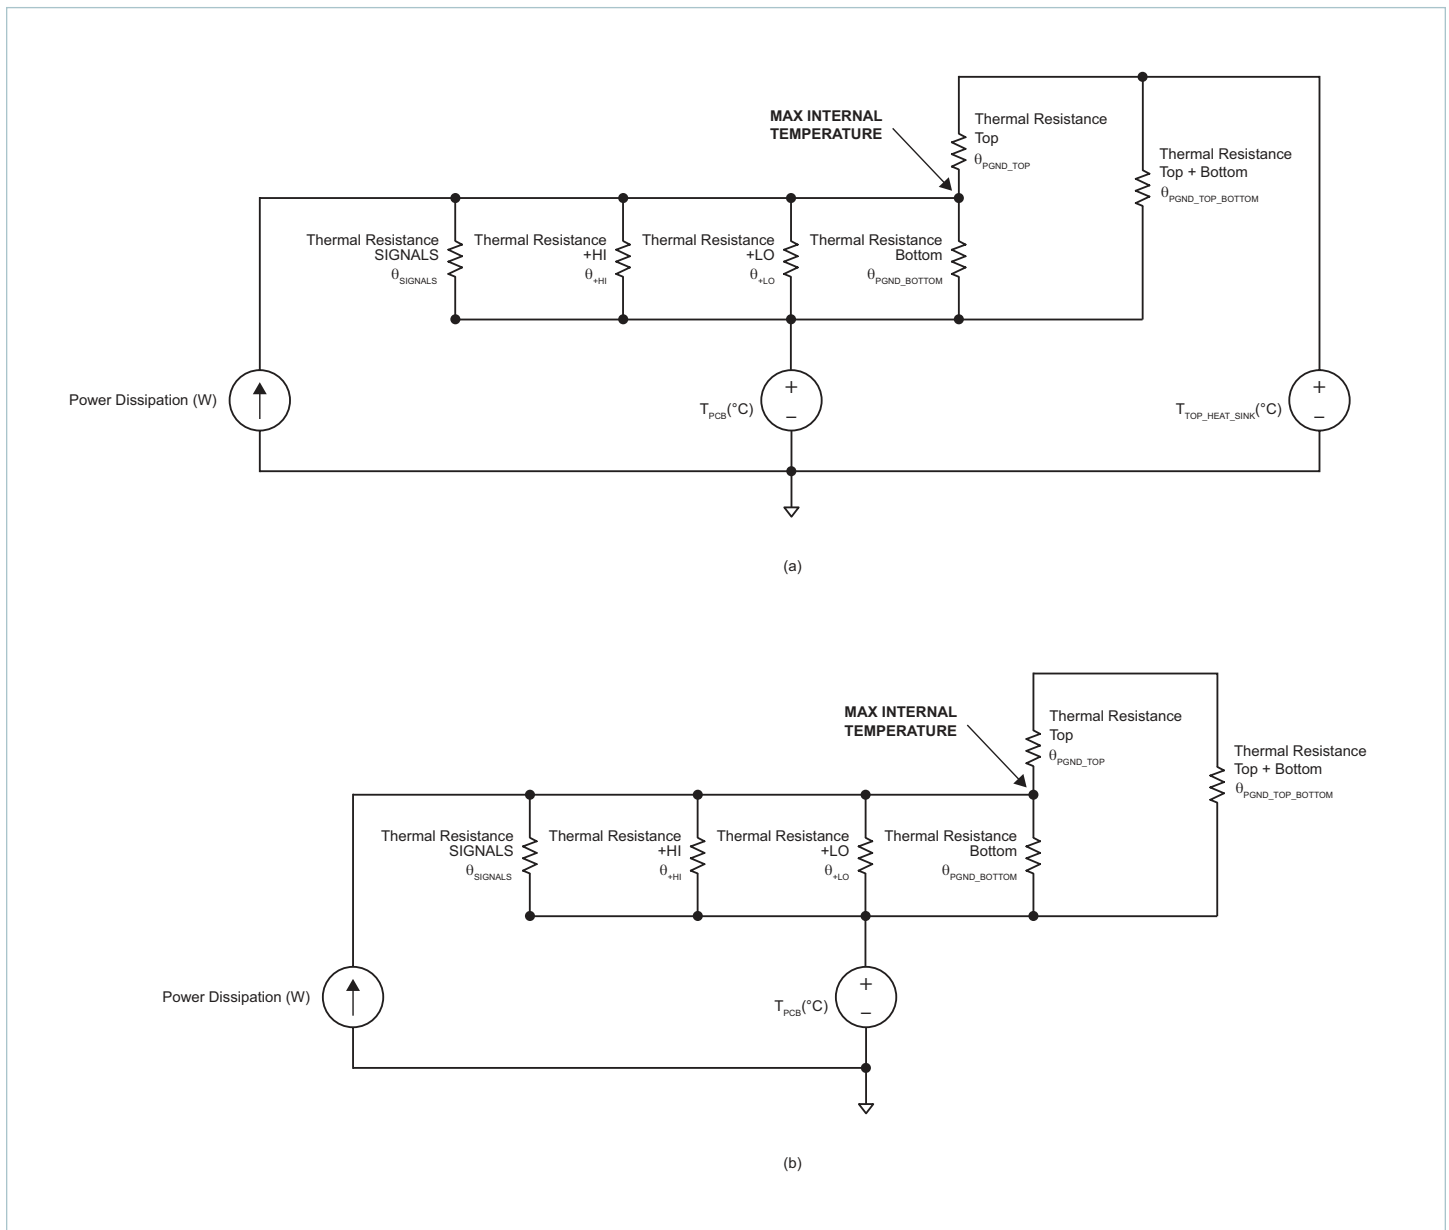 MAX INTERNAL
TEMPERATURE
Thermal Resistance
Top
θPGND_TOP
Thermal Resistance
Top + Bottom
θPGND_TOP_BOTTOM
Thermal Resistance
SIGNALS
θSIGNALS
Thermal Resistance
+HI
θ+HI
Thermal Resistance
+LO
θ+LO
Thermal Resistance
Bottom
θPGND_BOTTOM
Power Dissipation (W)
+
TPCB(°C)
–
+
TTOP_HEAT_SINK(°C)
–
(a)
MAX INTERNAL
TEMPERATURE
Thermal Resistance
Top
θPGND_TOP
Thermal Resistance
Top + Bottom
θPGND_TOP_BOTTOM
Thermal Resistance
SIGNALS
θSIGNALS
Thermal Resistance
+HI
θ+HI
Thermal Resistance
+LO
θ+LO
Thermal Resistance
Bottom
θPGND_BOTTOM
Power Dissipation (W)
+
TPCB(°C)
–
(b)